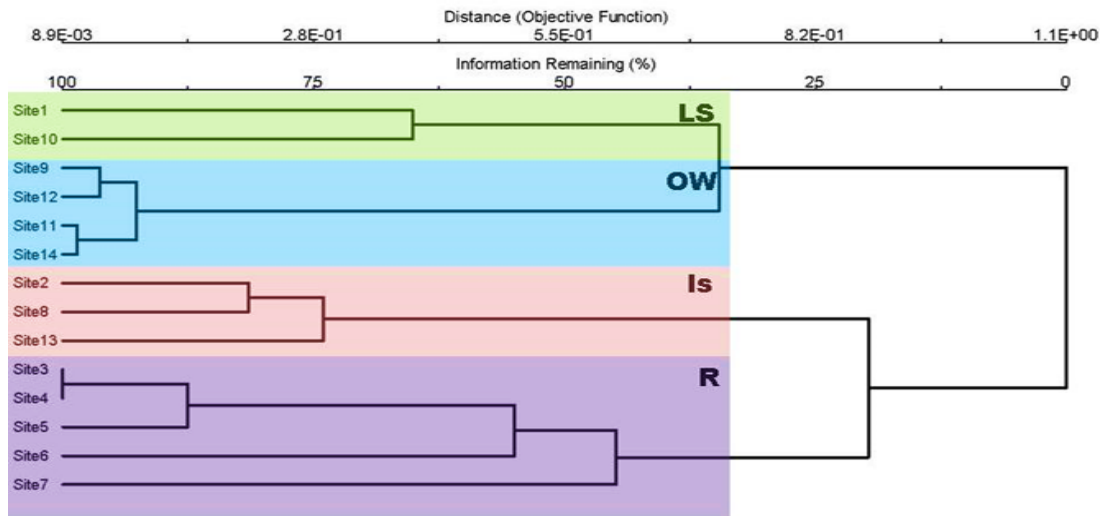 Distance (Objective Function)
8.9E-03 2.8E-01 5.5E-01 8.2E-01 1.1E+00
Information Remaining (%)
100 75 50 25 0
Site1
LS
Site10
Site9
OW
Site12
Site11
Site14
Site2
Is
Site8
Site13
Site3
R
Site4
Site5
Site6
Site7